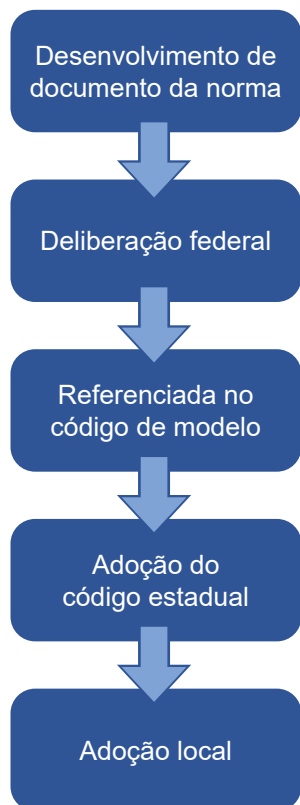 Desenvolvimento de
documento da norma
Deliberação federal
Referenciada no
código de modelo
Adoção do
código estadual
Adoção local